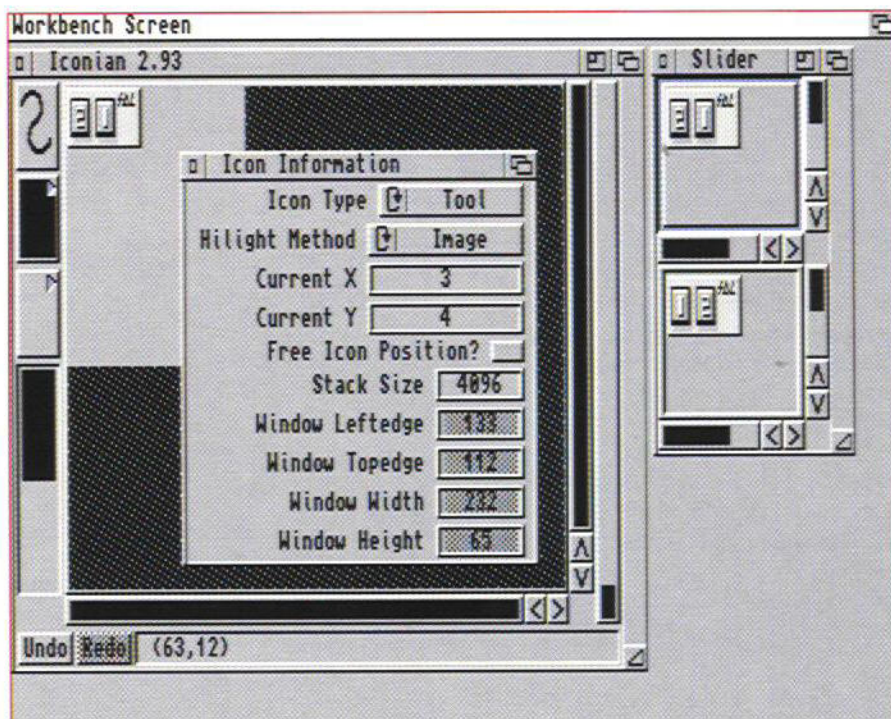 Workbench Screen
Iconian 2.93
Slider
Icon Information
Icon Type Tool
Hilight Method Image
Current X 3
Current Y 4
Free Icon Position?
Stack Size 4096
Window Leftedge 133
Window Topedge 112
Window Width 232
Window Height 65
Undo Redo (63,12)